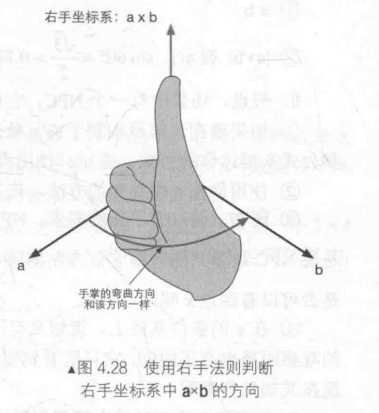 右手坐标系：a x b
a
b
手掌的弯曲方向
和该方向一样
▲图 4.28 使用右手法则判断
右手坐标系中 a×b 的方向